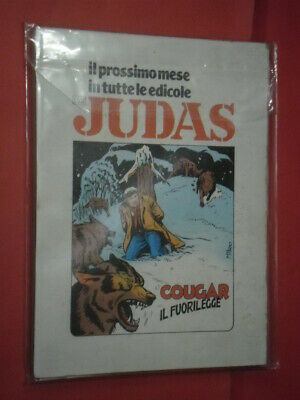 il prossimo mese
in tutte le edicole
JUDAS
COUGAR
IL FUORILEGGE